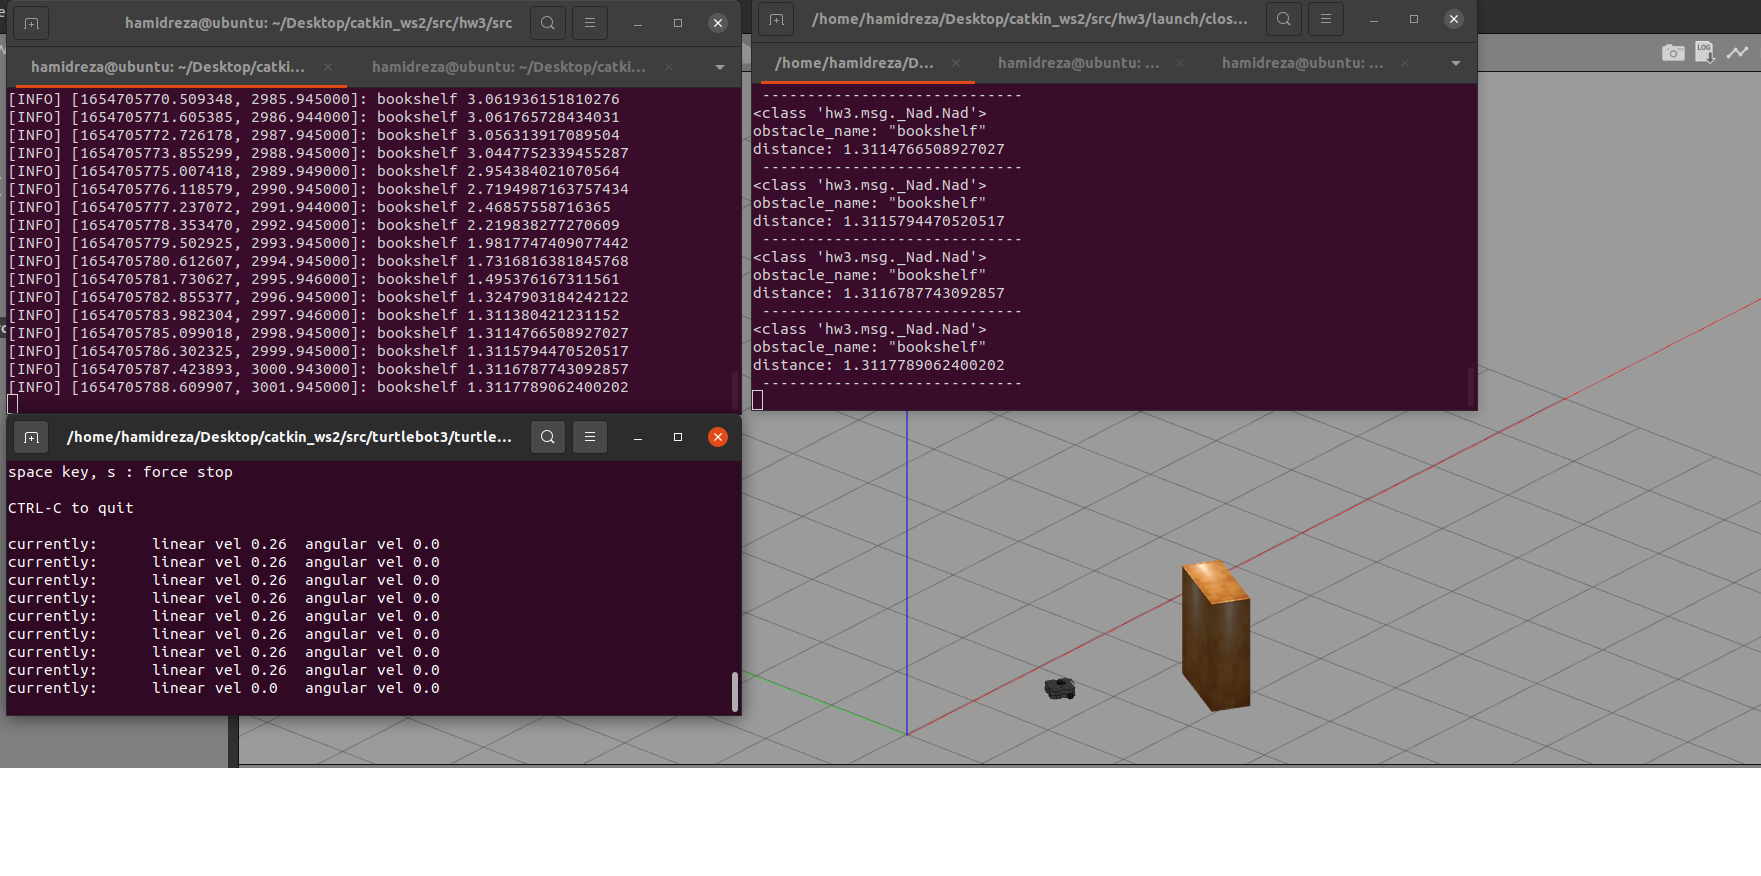 hamidreza@ubuntu: ~/Desktop/catkin_ws2/src/hw3/src
hamidreza@ubuntu: ~/Desktop/catki...
hamidreza@ubuntu: ~/Desktop/catki...
[INFO] [1654705770.509348, 2985.945000]: bookshelf 3.061936151810276
[INFO] [1654705771.605385, 2986.944000]: bookshelf 3.061765728434031
[INFO] [1654705772.726178, 2987.945000]: bookshelf 3.056313917089504
[INFO] [1654705773.855299, 2988.945000]: bookshelf 3.0447752339455287
[INFO] [1654705775.007418, 2989.949000]: bookshelf 2.954384021070564
[INFO] [1654705776.118579, 2990.945000]: bookshelf 2.7194987163757434
[INFO] [1654705777.237072, 2991.944000]: bookshelf 2.46857558716365
[INFO] [1654705778.353470, 2992.945000]: bookshelf 2.219838277270609
[INFO] [1654705779.502925, 2993.945000]: bookshelf 1.9817747409077442
[INFO] [1654705780.612607, 2994.945000]: bookshelf 1.7316816381845768
[INFO] [1654705781.730627, 2995.946000]: bookshelf 1.495376167311561
[INFO] [1654705782.855377, 2996.946000]: bookshelf 1.3247903184242122
[INFO] [1654705783.982304, 2997.946000]: bookshelf 1.311380421231152
[INFO] [1654705785.099018, 2998.945000]: bookshelf 1.3114766508927027
[INFO] [1654705786.302325, 2999.945000]: bookshelf 1.3115794470520517
[INFO] [1654705787.423893, 3000.943000]: bookshelf 1.3116787743092857
[INFO] [1654705788.609907, 3001.945000]: bookshelf 1.3117789062400202
/home/hamidreza/Desktop/catkin_ws2/src/hw3/launch/clos...
/home/hamidreza/D...
hamidreza@ubuntu: ...
hamidreza@ubuntu: ...
-----------------------------
<class 'hw3.msg._Nad.Nad'>
obstacle_name: "bookshelf"
distance: 1.3114766508927027
-----------------------------
<class 'hw3.msg._Nad.Nad'>
obstacle_name: "bookshelf"
distance: 1.3115794470520517
-----------------------------
<class 'hw3.msg._Nad.Nad'>
obstacle_name: "bookshelf"
distance: 1.3116787743092857
-----------------------------
<class 'hw3.msg._Nad.Nad'>
obstacle_name: "bookshelf"
distance: 1.3117789062400202
-----------------------------
LOG
/home/hamidreza/Desktop/catkin_ws2/src/turtlebot3/turtle...
space key, s : force stop
CTRL-C to quit
currently: linear vel 0.26 angular vel 0.0
currently: linear vel 0.26 angular vel 0.0
currently: linear vel 0.26 angular vel 0.0
currently: linear vel 0.26 angular vel 0.0
currently: linear vel 0.26 angular vel 0.0
currently: linear vel 0.26 angular vel 0.0
currently: linear vel 0.26 angular vel 0.0
currently: linear vel 0.26 angular vel 0.0
currently: linear vel 0.0 angular vel 0.0